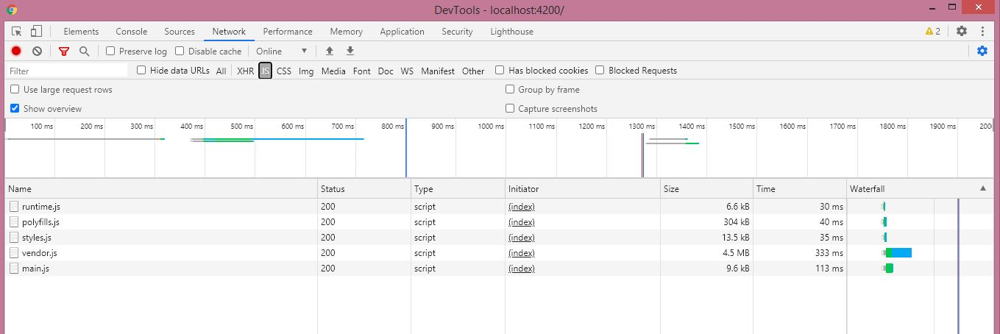 DevTools - localhost:4200/
Elements Console Sources Network Performance Memory Application Security Lighthouse 2
Preserve log Disable cache Online
Filter Hide data URLs All XHR JS CSS Img Media Font Doc WS Manifest Other Has blocked cookies Blocked Requests
Use large request rows Group by frame
Show overview Capture screenshots
100 ms 200 ms 300 ms 400 ms 500 ms 600 ms 700 ms 800 ms 900 ms 1000 ms 1100 ms 1200 ms 1300 ms 1400 ms 1500 ms 1600 ms 1700 ms 1800 ms 1900 ms 200
Name Status Type Initiator Size Time Waterfall
runtime.js 200 script (index) 6.6 kB 30 ms
polyfills.js 200 script (index) 304 kB 40 ms
styles.js 200 script (index) 13.5 kB 35 ms
vendor.js 200 script (index) 4.5 MB 333 ms
main.js 200 script (index) 9.6 kB 113 ms